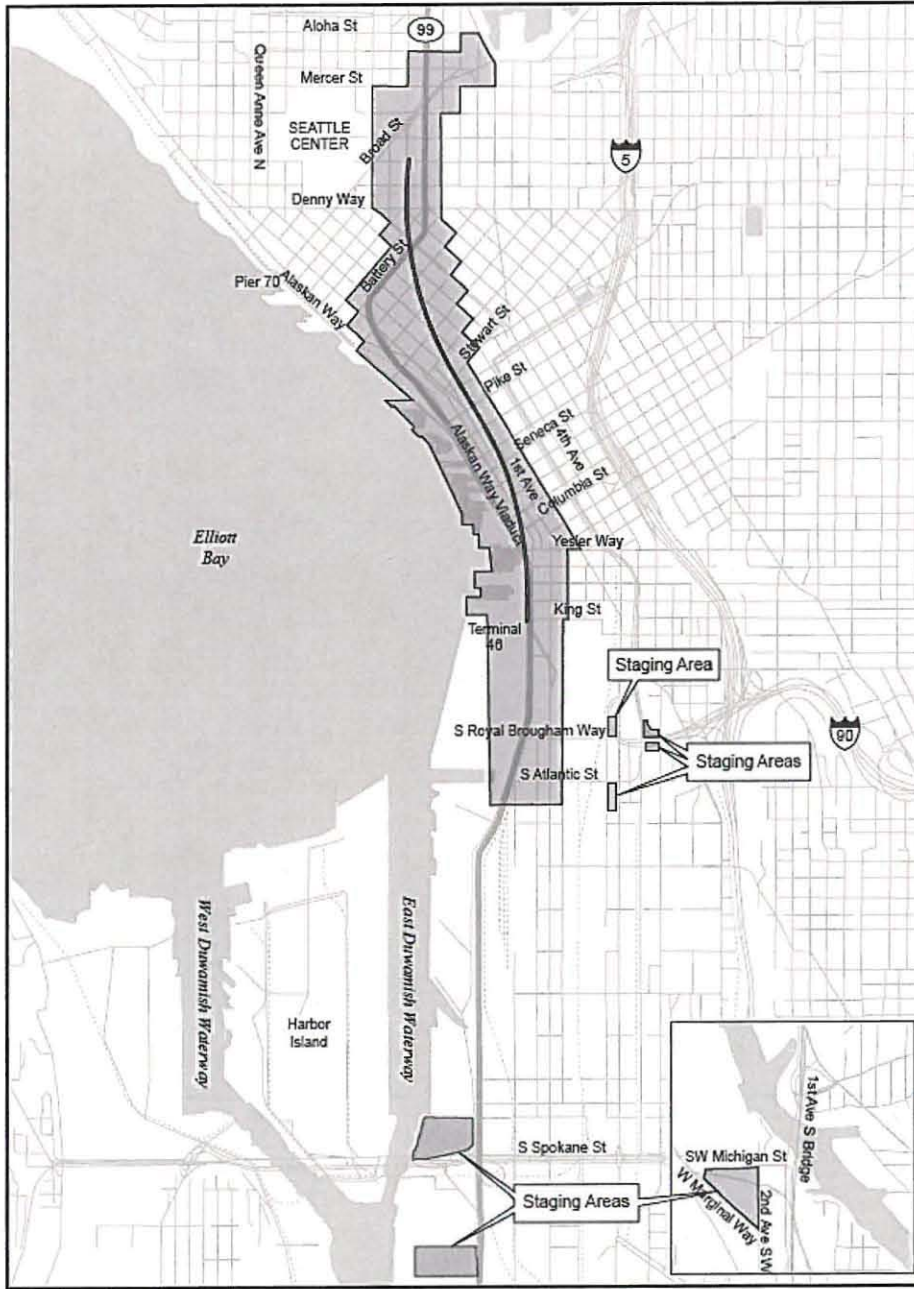 Aloha St
99
Queen Anne Ave N
Mercer St
SEATTLE
CENTER
Broad St
5
Denny Way
Battery St
Pier 70
Alaskan Way
Stewart St
Pike St
Seneca St
4th Ave
1st Ave
Columbia St
Alaskan Way Viaduct
Elliott
Bay
Yesler Way
King St
Terminal
46
Staging Area
S Royal Brougham Way
90
Staging Areas
S Atlantic St
West Duwamish Waterway
East Duwamish Waterway
Harbor
Island
1st Ave S Bridge
S Spokane St
SW Michigan St
W Marginal Way
2nd Ave SW
Staging Areas